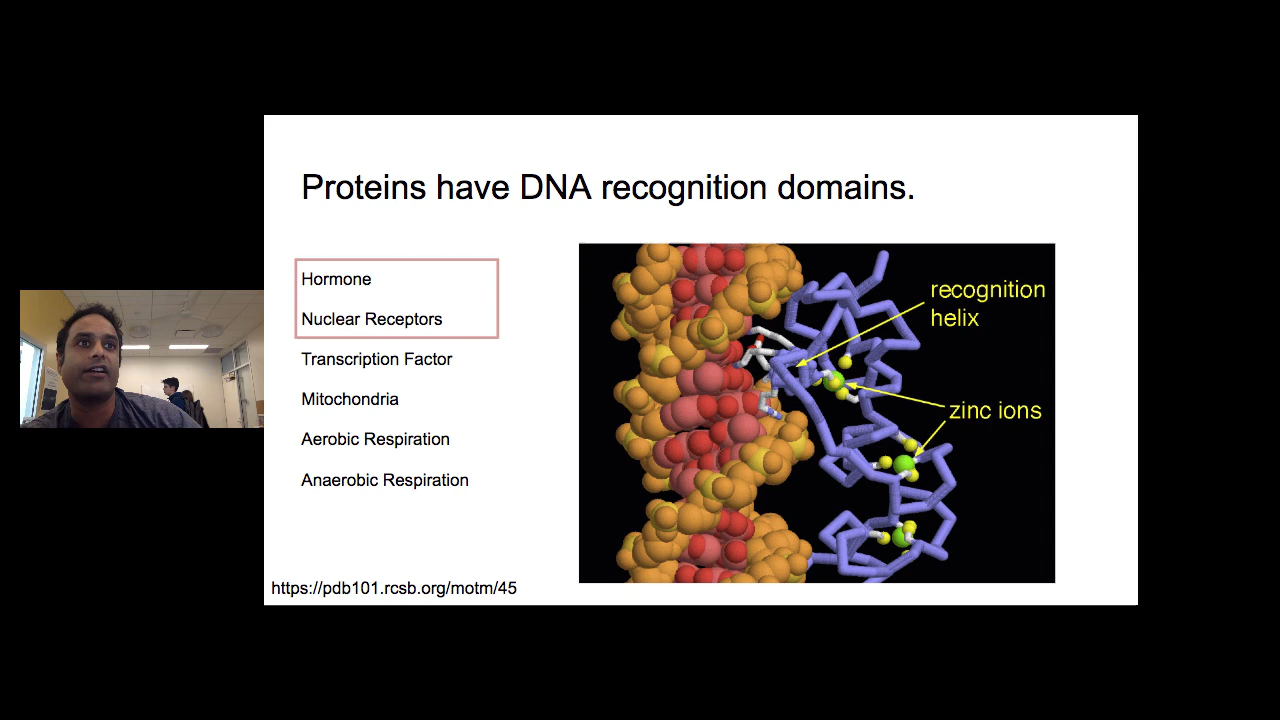 Proteins have DNA recognition domains.
Hormone
Nuclear Receptors
Transcription Factor
Mitochondria
Aerobic Respiration
Anaerobic Respiration
recognition
helix
zinc ions
https://pdb101.rcsb.org/motm/45